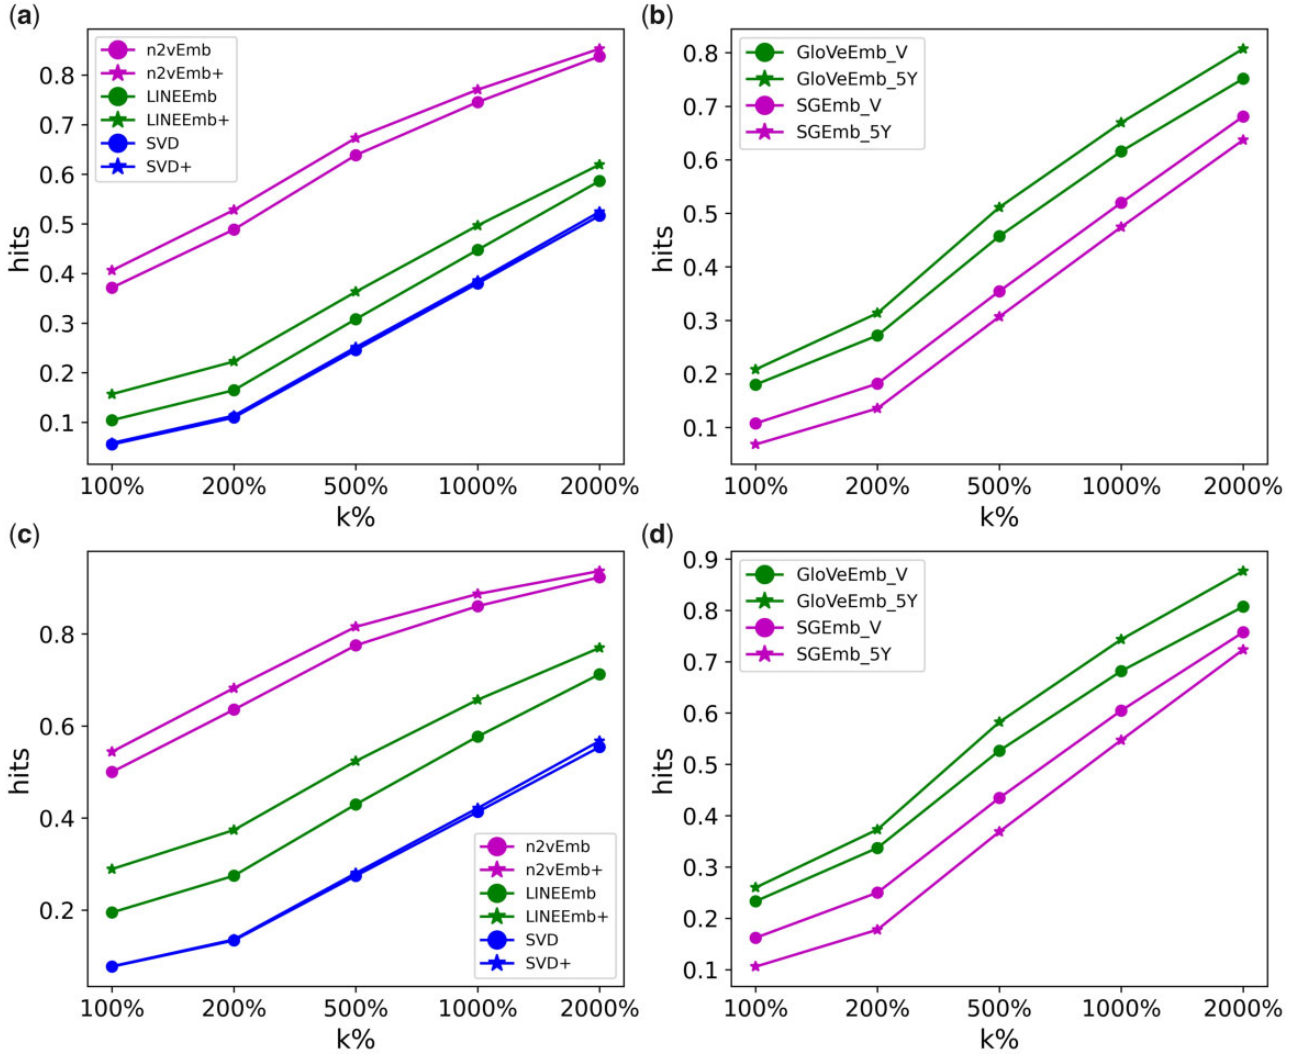 (a)
n2vEmb
n2vEmb+
LINEEmb
LINEEmb+
SVD
SVD+
0.8
0.7
0.6
0.5
0.4
0.3
0.2
0.1
hits
100% 200% 500% 1000% 2000%
k%
(b)
GloVeEmb_V
GloVeEmb_5Y
SGEmb_V
SGEmb_5Y
0.8
0.7
0.6
0.5
0.4
0.3
0.2
0.1
hits
100% 200% 500% 1000% 2000%
k%
(c)
0.8
0.6
0.4
0.2
hits
n2vEmb
n2vEmb+
LINEEmb
LINEEmb+
SVD
SVD+
100% 200% 500% 1000% 2000%
k%
(d)
GloVeEmb_V
GloVeEmb_5Y
SGEmb_V
SGEmb_5Y
0.9
0.8
0.7
0.6
0.5
0.4
0.3
0.2
0.1
hits
100% 200% 500% 1000% 2000%
k%